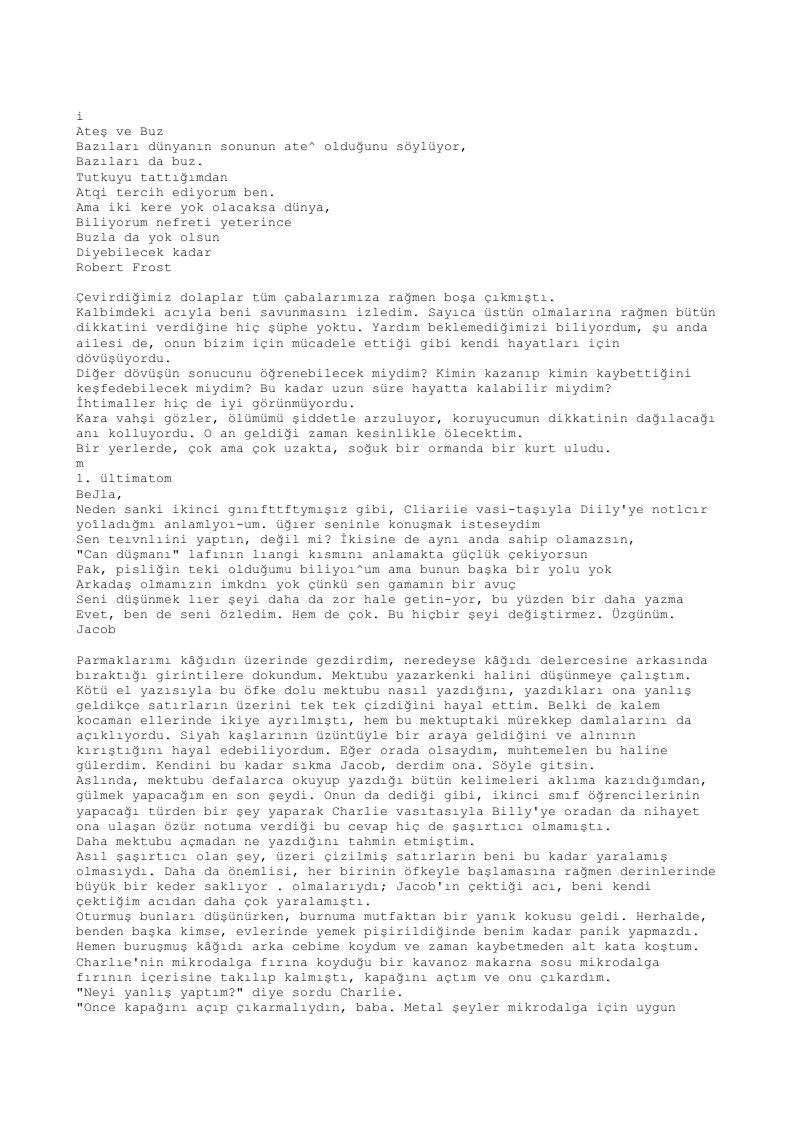 i
Ateş ve Buz
Bazıları dünyanın sonunun ate^ olduğunu söylüyor,
Bazıları da buz.
Tutkuyu tattığımdan
Atqi tercih ediyorum ben.
Ama iki kere yok olacaksa dünya,
Biliyorum nefreti yeterince
Buzla da yok olsun
Diyebilecek kadar
Robert Frost
Çevirdiğimiz dolaplar tüm çabalarımıza rağmen boşa çıkmıştı.
Kalbimdeki acıyla beni savunmasını izledim. Sayıca üstün olmalarına rağmen bütün
dikkatini verdiğine hiç şüphe yoktu. Yardım beklemediğimizi biliyordum, şu anda
ailesi de, onun bizim için mücadele ettiği gibi kendi hayatları için
dövüşüyordu.
Diğer dövüşün sonucunu öğrenebilecek miydim? Kimin kazanıp kimin kaybettiğini
keşfedebilecek miydim? Bu kadar uzun süre hayatta kalabilir miydim?
İhtimaller hiç de iyi görünmüyordu.
Kara vahşi gözler, ölümümü şiddetle arzuluyor, koruyucumun dikkatinin dağılacağı
anı kolluyordu. O an geldiği zaman kesinlikle ölecektim.
Bir yerlerde, çok ama çok uzakta, soğuk bir ormanda bir kurt uludu.
m
1. ültimatom
BeJla,
Neden sanki ikinci gınıfttftymışız gibi, Cliariie vasi-taşıyla Diily'ye notlcır
yoîladığmı anlamlyoı-um. üğıer seninle konuşmak isteseydim
Sen teıvnlıini yaptın, değil mi? İkisine de aynı anda sahip olamazsın,
"Can düşmanı" lafının lıangi kısmını anlamakta güçlük çekiyorsun
Pak, pisliğin teki olduğumu biliyoı^um ama bunun başka bir yolu yok
Arkadaş olmamızın imkdnı yok çünkü sen gamamın bir avuç
Seni düşünmek lıer şeyi daha da zor hale getin-yor, bu yüzden bir daha yazma
Evet, ben de seni özledim. Hem de çok. Bu hiçbir şeyi değiştirmez. Üzgünüm.
Jacob
Parmaklarımı kâğıdın üzerinde gezdirdim, neredeyse kâğıdı delercesine arkasında
bıraktığı girintilere dokundum. Mektubu yazarkenki halini düşünmeye çalıştım.
Kötü el yazısıyla bu öfke dolu mektubu nasıl yazdığını, yazdıkları ona yanlış
geldikçe satırların üzerini tek tek çizdiğini hayal ettim. Belki de kalem
kocaman ellerinde ikiye ayrılmıştı, hem bu mektuptaki mürekkep damlalarını da
açıklıyordu. Siyah kaşlarının üzüntüyle bir araya geldiğini ve alnının
kırıştığını hayal edebiliyordum. Eğer orada olsaydım, muhtemelen bu haline
gülerdim. Kendini bu kadar sıkma Jacob, derdim ona. Söyle gitsin.
Aslında, mektubu defalarca okuyup yazdığı bütün kelimeleri aklıma kazıdığımdan,
gülmek yapacağım en son şeydi. Onun da dediği gibi, ikinci smıf öğrencilerinin
yapacağı türden bir şey yaparak Charlie vasıtasıyla Billy'ye oradan da nihayet
ona ulaşan özür notuma verdiği bu cevap hiç de şaşırtıcı olmamıştı.
Daha mektubu açmadan ne yazdığını tahmin etmiştim.
Asıl şaşırtıcı olan şey, üzeri çizilmiş satırların beni bu kadar yaralamış
olmasıydı. Daha da önemlisi, her birinin öfkeyle başlamasına rağmen derinlerinde
büyük bir keder saklıyor . olmalarıydı; Jacob'ın çektiği acı, beni kendi
çektiğim acıdan daha çok yaralamıştı.
Oturmuş bunları düşünürken, burnuma mutfaktan bir yanık kokusu geldi. Herhalde,
benden başka kimse, evlerinde yemek pişirildiğinde benim kadar panik yapmazdı.
Hemen buruşmuş kâğıdı arka cebime koydum ve zaman kaybetmeden alt kata koştum.
Charlıe'nin mikrodalga fırına koyduğu bir kavanoz makarna sosu mikrodalga
fırının içerisine takılıp kalmıştı, kapağını açtım ve onu çıkardım.
"Neyi yanlış yaptım?" diye sordu Charlie.
"Once kapağını açıp çıkarmalıydın, baba. Metal şeyler mikrodalga için uygun